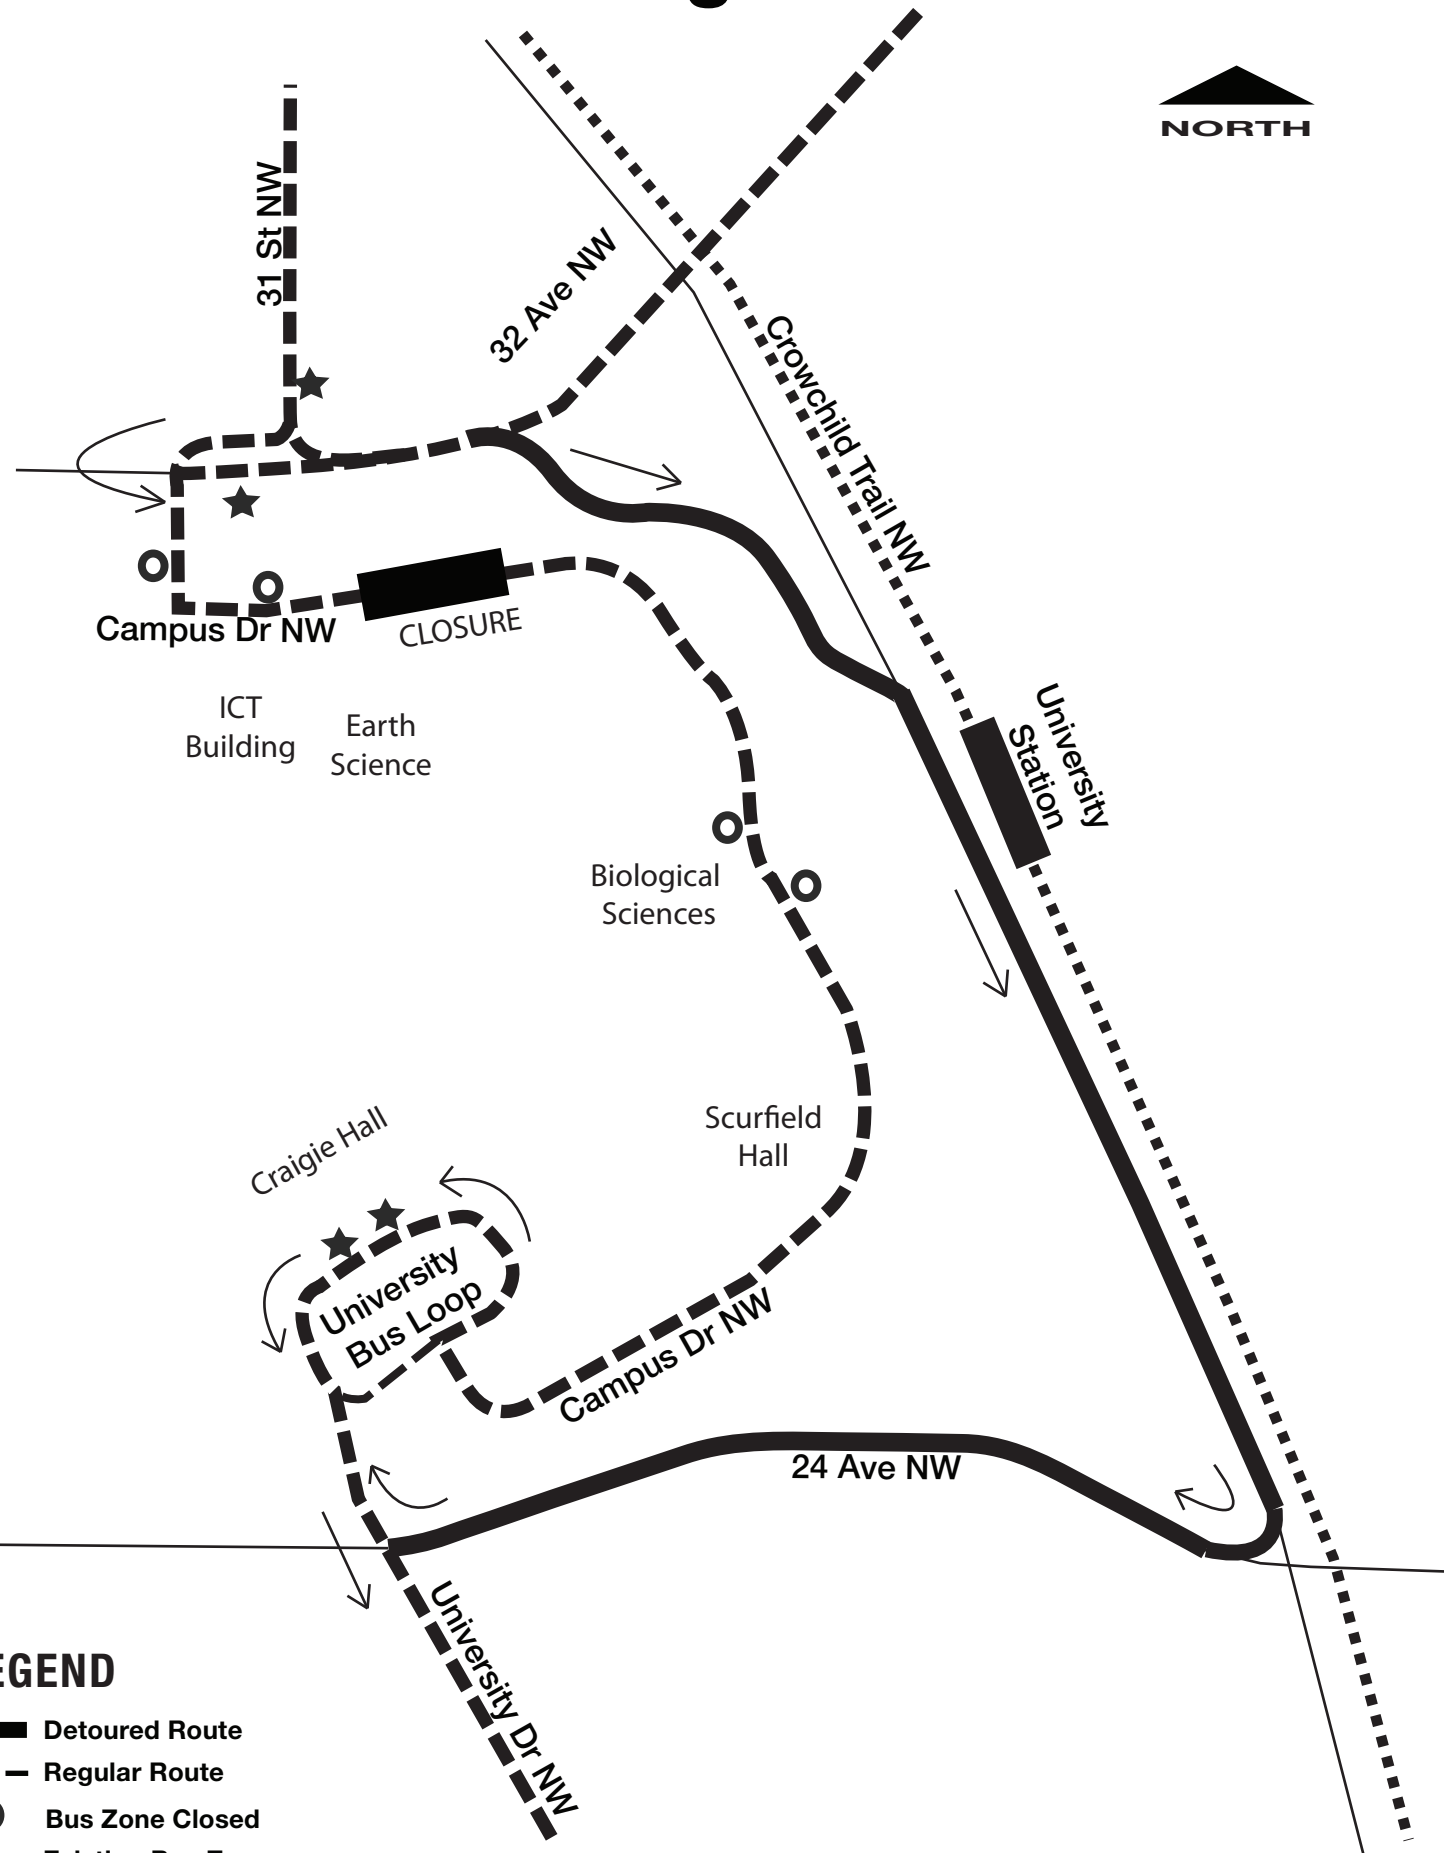 NORTH
31 St NW
32 Ave NW
Crowchild Trail NW
Campus Dr NW
CLOSURE
ICT
Building
Earth
Science
University
Station
Biological
Sciences
Scurfield
Hall
Craigie Hall
University
Bus Loop
Campus Dr NW
24 Ave NW
University Dr NW
EGEND
Detoured Route
Regular Route
Bus Zone Closed